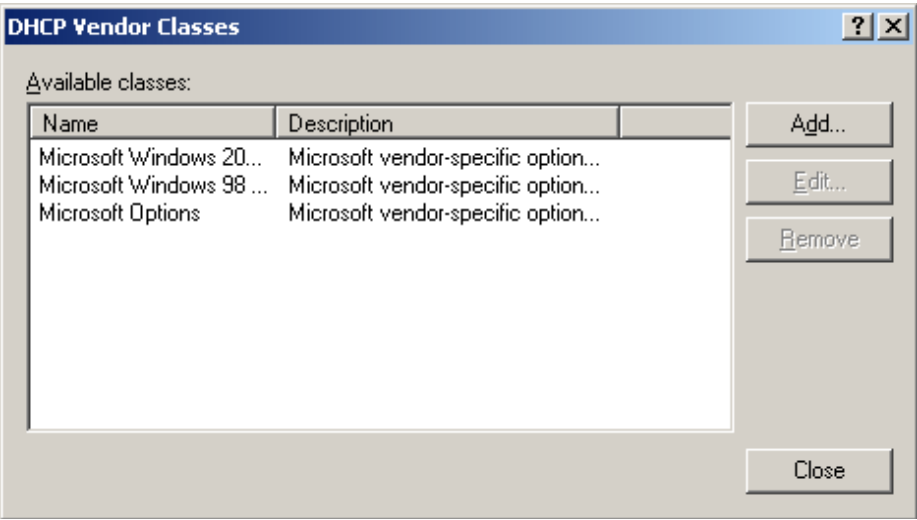 DHCP Vendor Classes
Available classes:
Name Description
Microsoft Windows 20... Microsoft vendor-specific option...
Microsoft Windows 98 ... Microsoft vendor-specific option...
Microsoft Options Microsoft vendor-specific option...
Add...
Edit...
Remove
Close